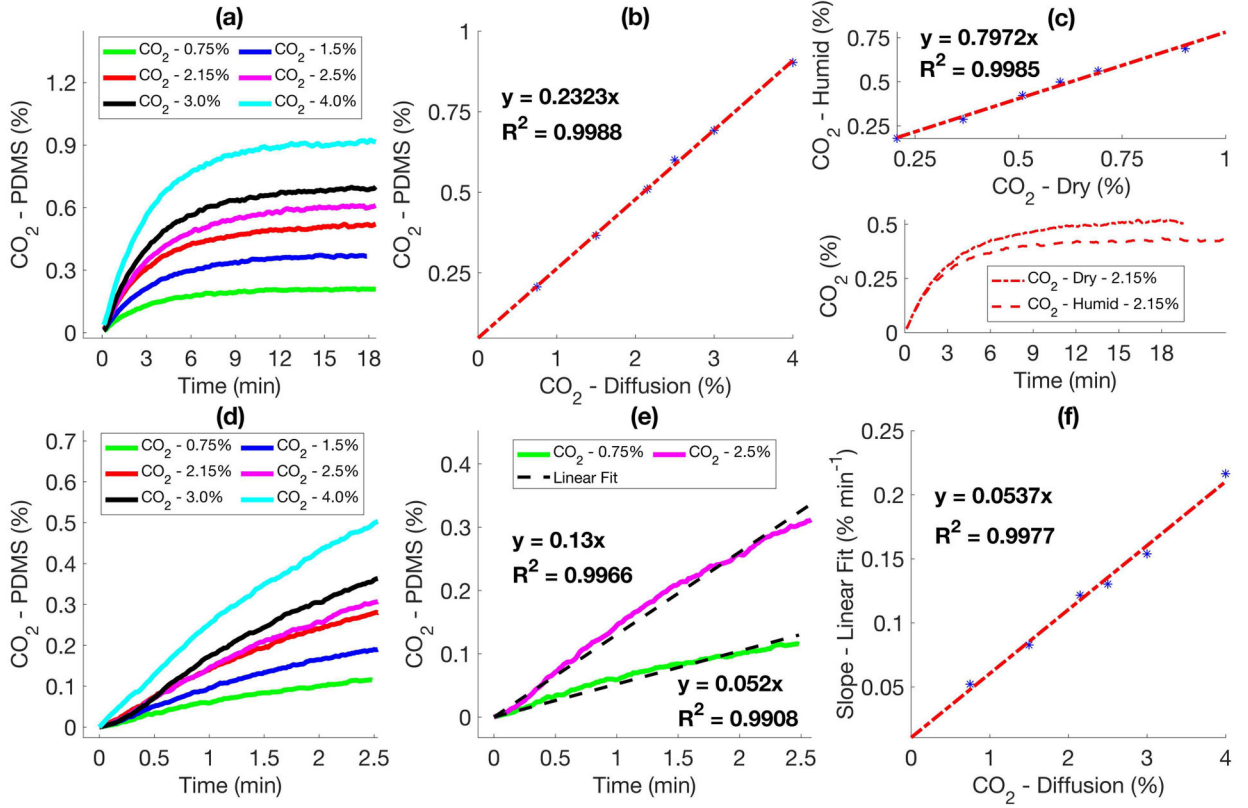 (a)
CO2 - PDMS (%)
1.2
0.9
0.6
0.3
0
CO2 - 0.75% CO2 - 1.5%
CO2 - 2.15% CO2 - 2.5%
CO2 - 3.0% CO2 - 4.0%
0 3 6 9 12 15 18
Time (min)
(b)
CO2 - PDMS (%)
1
0.75
0.5
0.25
y = 0.2323x
R2 = 0.9988
0 1 2 3 4
CO2 - Diffusion (%)
(c)
CO2 - Humid (%)
0.75
0.5
0.25
y = 0.7972x
R2 = 0.9985
0.25 0.5 0.75 1
CO2 - Dry (%)
CO2 (%)
0.5
0.25
0
CO2 - Dry - 2.15%
CO2 - Humid - 2.15%
0 3 6 9 12 15 18
Time (min)
(d)
CO2 - PDMS (%)
0.7
0.6
0.5
0.4
0.3
0.2
0.1
0
CO2 - 0.75% CO2 - 1.5%
CO2 - 2.15% CO2 - 2.5%
CO2 - 3.0% CO2 - 4.0%
0 0.5 1 1.5 2 2.5
Time (min)
(e)
CO2 - PDMS (%)
0.4
0.3
0.2
0.1
0
CO2 - 0.75% CO2 - 2.5%
Linear Fit
y = 0.13x
R2 = 0.9966
y = 0.052x
R2 = 0.9908
0 0.5 1 1.5 2 2.5
Time (min)
(f)
Slope - Linear Fit (% min-1)
0.25
0.2
0.15
0.1
0.05
y = 0.0537x
R2 = 0.9977
0 1 2 3 4
CO2 - Diffusion (%)